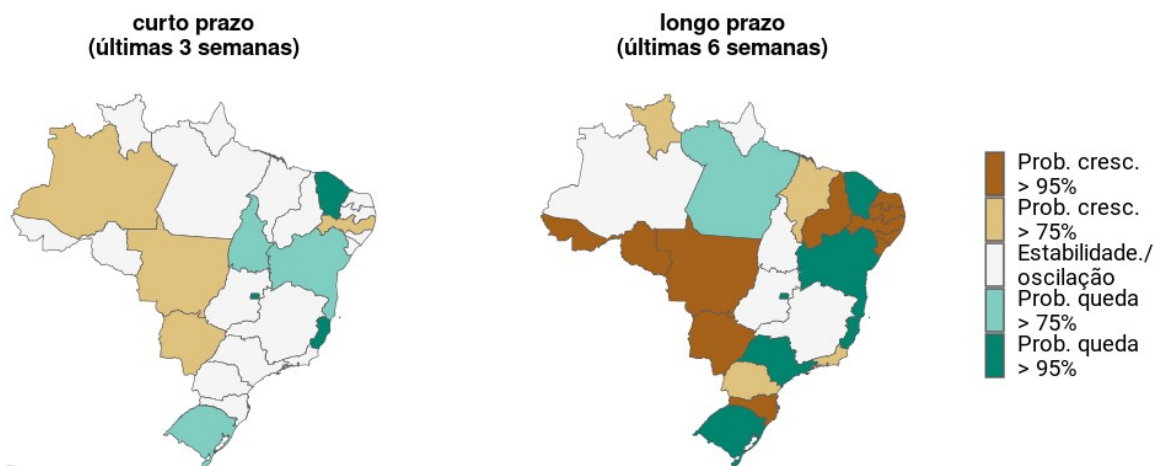 curto prazo
(últimas 3 semanas)
longo prazo
(últimas 6 semanas)
Prob. cresc.
> 95%
Prob. cresc.
> 75%
Estabilidade./
oscilação
Prob. queda
> 75%
Prob. queda
> 95%